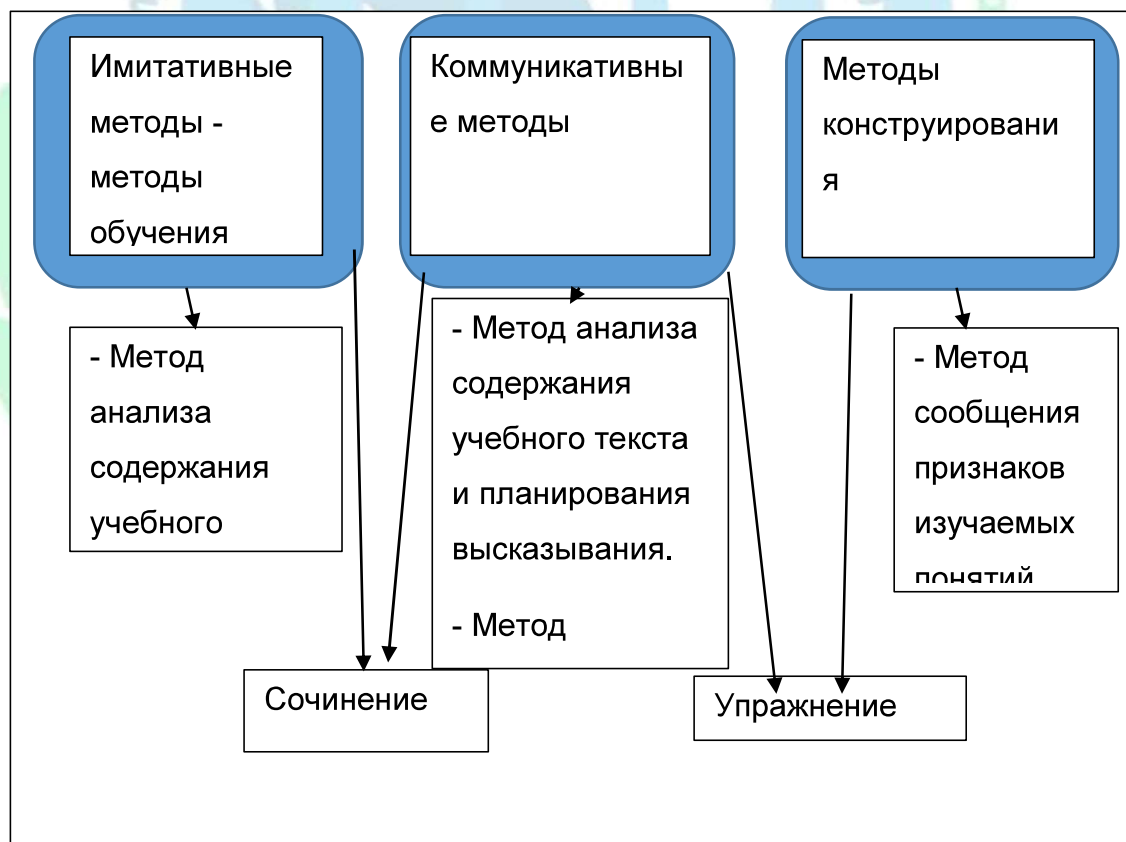 Имитативные
методы -
методы
обучения
Коммуникативны
е методы
Методы
конструировани
я
- Метод
анализа
содержания
учебного
- Метод анализа
содержания
учебного текста
и планирования
высказывания.
- Метод
- Метод
сообщения
признаков
изучаемых
понятий
Сочинение
Упражнение